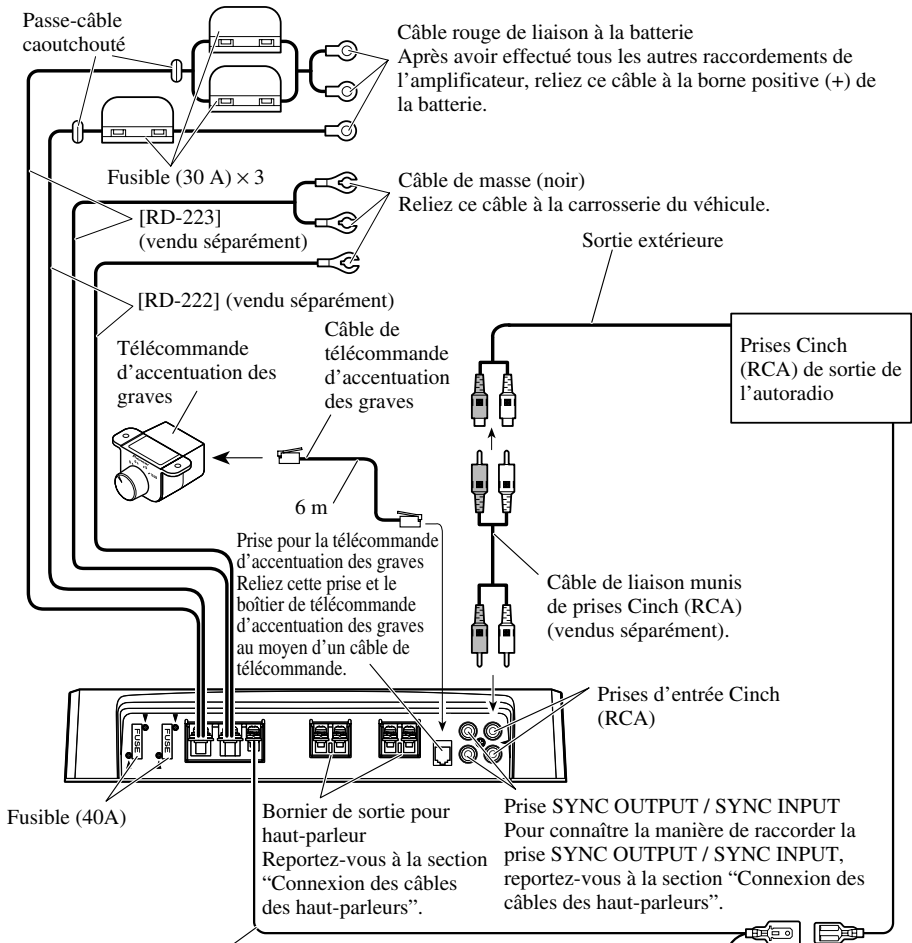 Passe-câble
caoutchouté
Câble rouge de liaison à la batterie
Après avoir effectué tous les autres raccordements de
l’amplificateur, reliez ce câble à la borne positive (+) de
la batterie.
Fusible (30 A) × 3
Câble de masse (noir)
Reliez ce câble à la carrosserie du véhicule.
[RD-223]
(vendu séparément)
Sortie extérieure
[RD-222] (vendu séparément)
Télécommande
d’accentuation des
graves
Câble de
télécommande
d’accentuation
des graves
Prises Cinch
(RCA) de sortie de
l’autoradio
6 m
Prise pour la télécommande
d’accentuation des graves
Reliez cette prise et le
boîtier de télécommande
d’accentuation des graves
au moyen d’un câble de
télécommande.
Câble de liaison munis
de prises Cinch (RCA)
(vendus séparément).
Prises d’entrée Cinch
(RCA)
FUSE
FUSE
Fusible (40A)
Bornier de sortie pour
haut-parleur
Reportez-vous à la section
“Connexion des câbles
des haut-parleurs”.
Prise SYNC OUTPUT / SYNC INPUT
Pour connaître la manière de raccorder la
prise SYNC OUTPUT / SYNC INPUT,
reportez-vous à la section “Connexion des
câbles des haut-parleurs”.